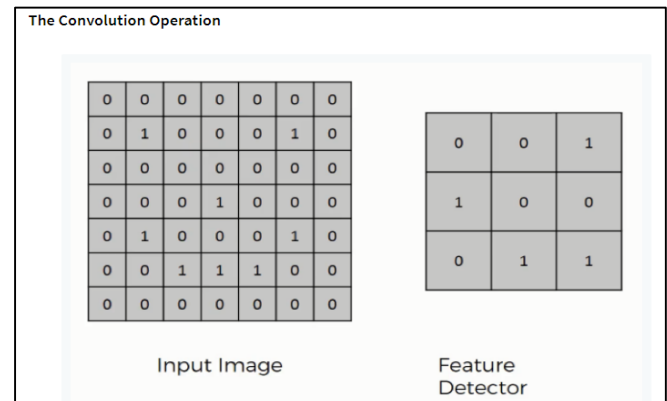 The Convolution Operation
0 0 0 0 0 0 0
0 1 0 0 0 1 0
0 0 0 0 0 0 0
0 0 0 1 0 0 0
0 1 0 0 0 1 0
0 0 1 1 1 0 0
0 0 0 0 0 0 0
Input Image
0 0 1
1 0 0
0 1 1
Feature
Detector